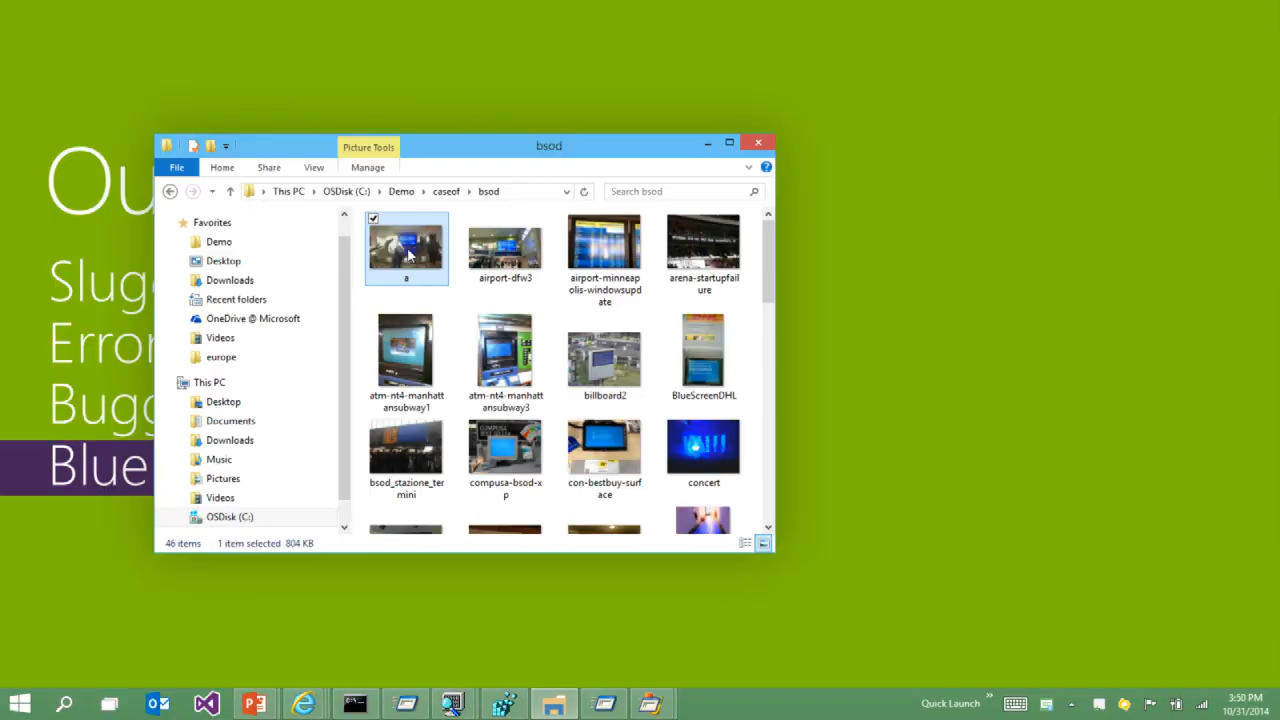 Ou
Slug
Error
Bugg
Blue
Picture Tools
bsod
File
Home
Share
View
Manage
This PC
OSDisk (C:)
Demo
caseof
bsod
Search bsod
Favorites
Demo
Desktop
Downloads
Recent folders
OneDrive @ Microsoft
Videos
europe
This PC
Desktop
Documents
Downloads
Music
Pictures
Videos
OSDisk (C:)
a
airport-dfw3
airport-minneap
olis-windowsupd
ate
arena-startupfail
ure
atm-nt4-manhatt
ansubway1
atm-nt4-manhatt
ansubway3
billboard2
BlueScreenDHL
bsod_stazione_ter
mini
compusa-bsod-x
p
con-bestbuy-surf
ace
concert
46 items
1 item selected 804 KB
Quick Launch
3:50 PM
10/31/2014